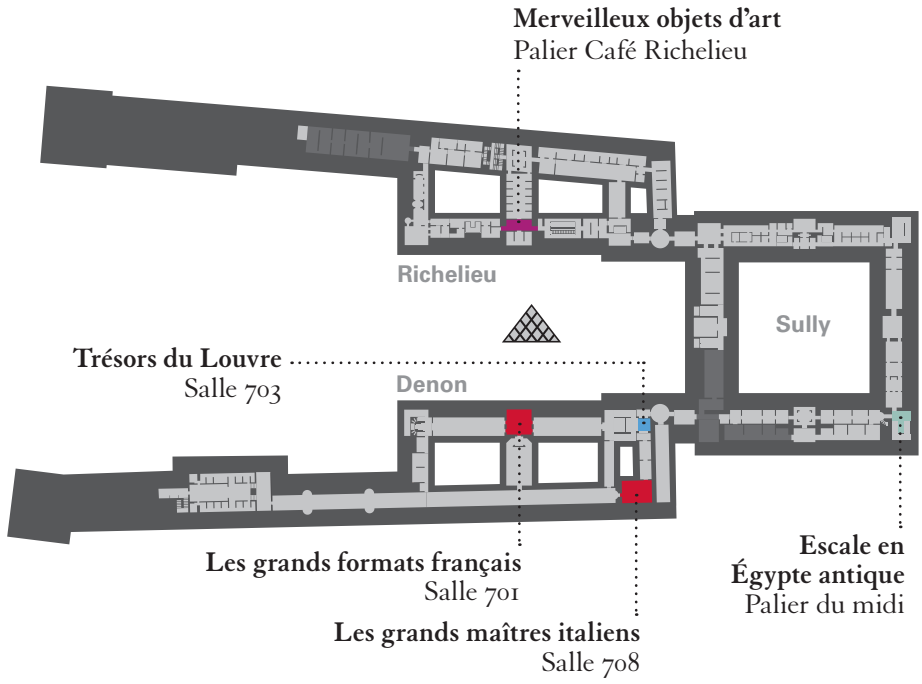 Merveilleux objets d’art
Palier Café Richelieu
Richelieu
Sully
Trésors du Louvre
Salle 703
Denon
Les grands formats français
Salle 701
Les grands maîtres italiens
Salle 708
Escale en
Égypte antique
Palier du midi